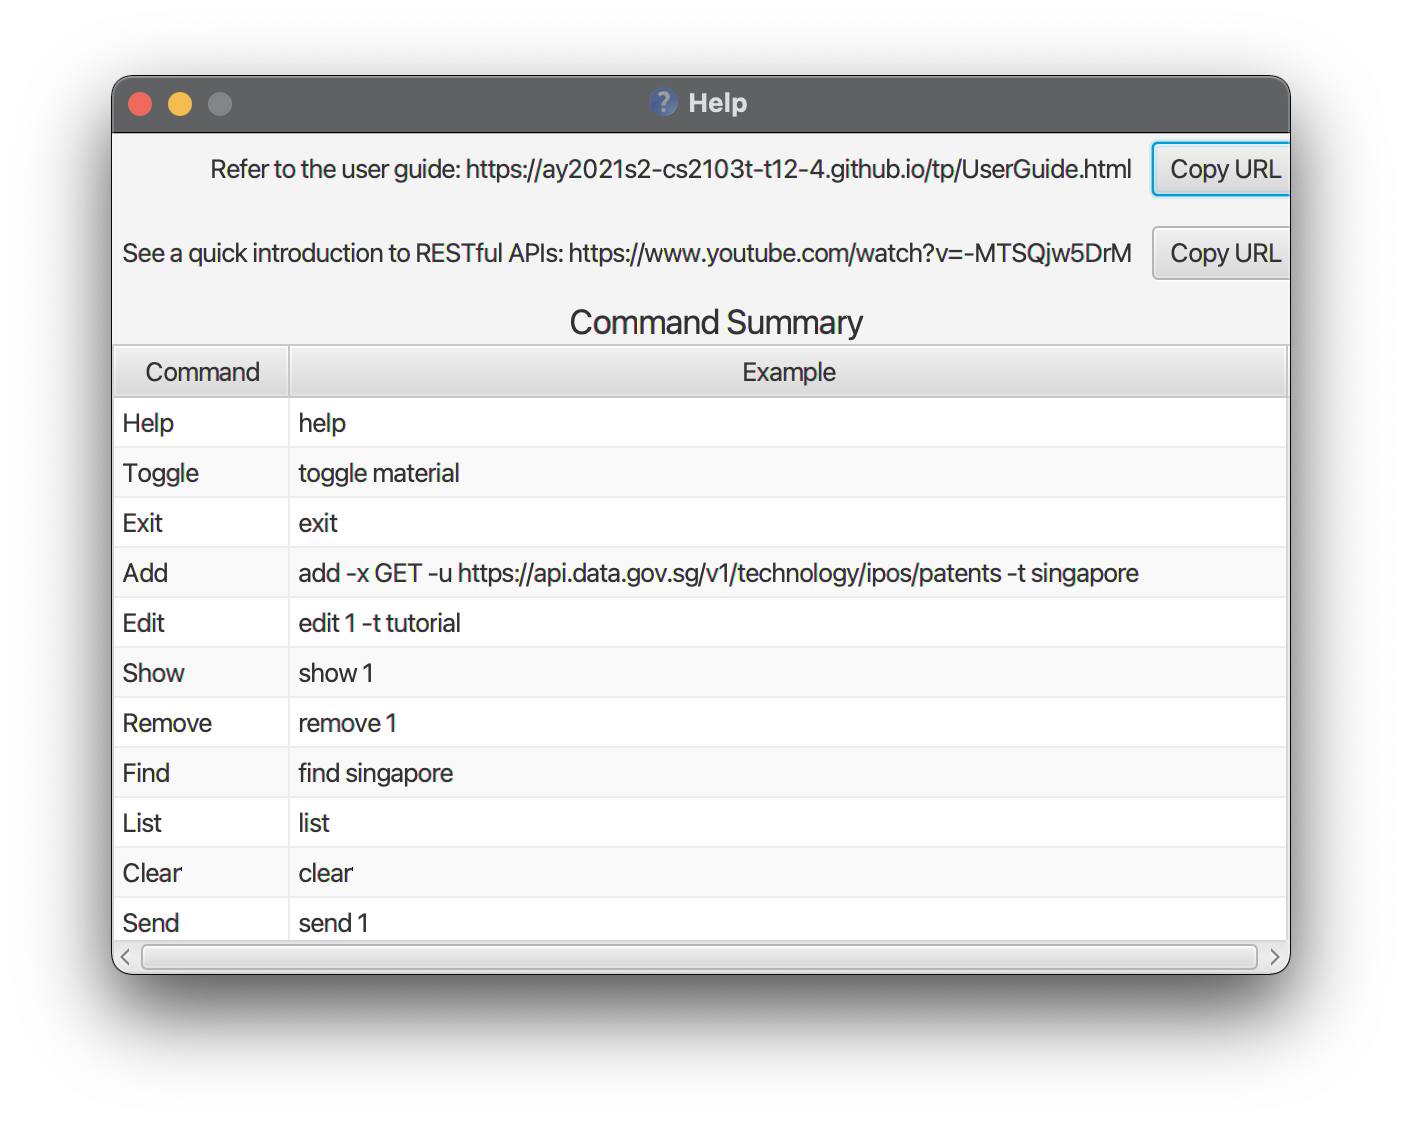 Help
Refer to the user guide: https://ay2021s2-cs2103t-t12-4.github.io/tp/UserGuide.html Copy URL
See a quick introduction to RESTful APIs: https://www.youtube.com/watch?v=-MTSQjw5DrM Copy URL
Command Summary
Command Example
Help help
Toggle toggle material
Exit exit
Add add -x GET -u https://api.data.gov.sg/v1/technology/ipos/patents -t singapore
Edit edit 1 -t tutorial
Show show 1
Remove remove 1
Find find singapore
List list
Clear clear
Send send 1